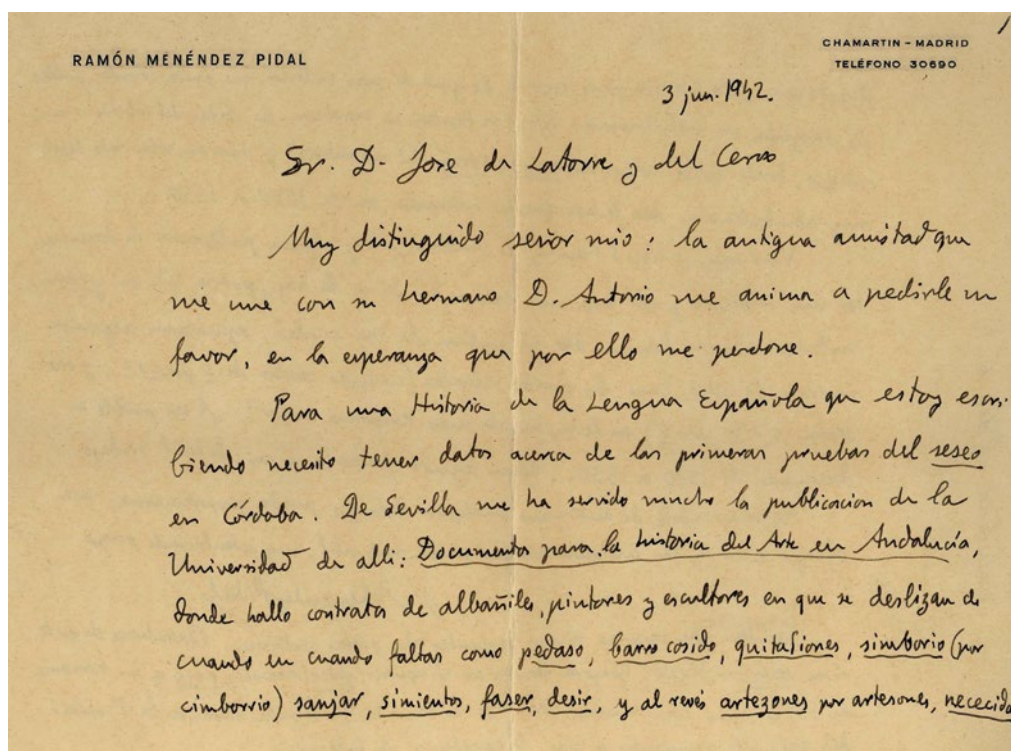 1
RAMÓN MENÉNDEZ PIDAL
CHAMARTIN - MADRID
TELÉFONO 30690
3 jun. 1942.
Sr. D. Jose de Latorre y del Cerro
Muy distinguido señor mio: la antigua amistad que
me une con su hermano D. Antonio me anima a pedirle un
favor, en la esperanza que por ello me perdone.
Para una Historia de la Lengua Española que estoy escri-
biendo necesito tener datos acerca de las primeras pruebas del seseo
en Córdoba. De Sevilla me ha servido mucho la publicacion de la
Universidad de alli: Documentos para la historia del Arte en Andalucía,
donde hallo contratos de albañiles, pintores y escultores en que se deslizan de
cuando en cuando faltas como pedaso, barro cosido, quitasiones, simborio (por
cimborrio) sanjar, simientos, faser, desir, y al revés artezones por artesones, nececida